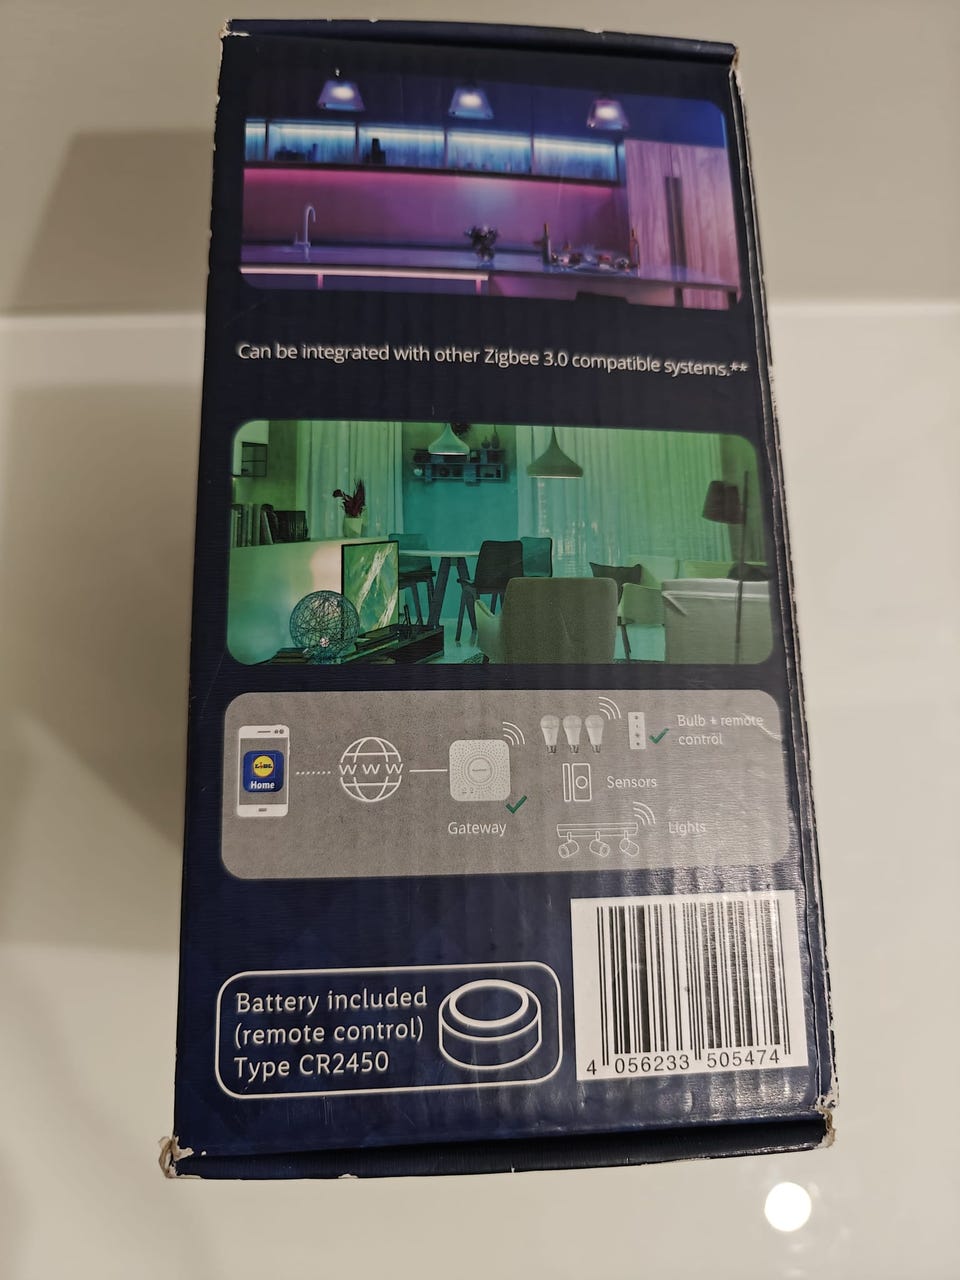 Can be integrated with other Zigbee 3.0 compatible systems.**
LIDL
Home
WWW
Gateway
Bulb + remote
control
Sensors
Lights
Battery included
(remote control)
Type CR2450
4 056233 505474